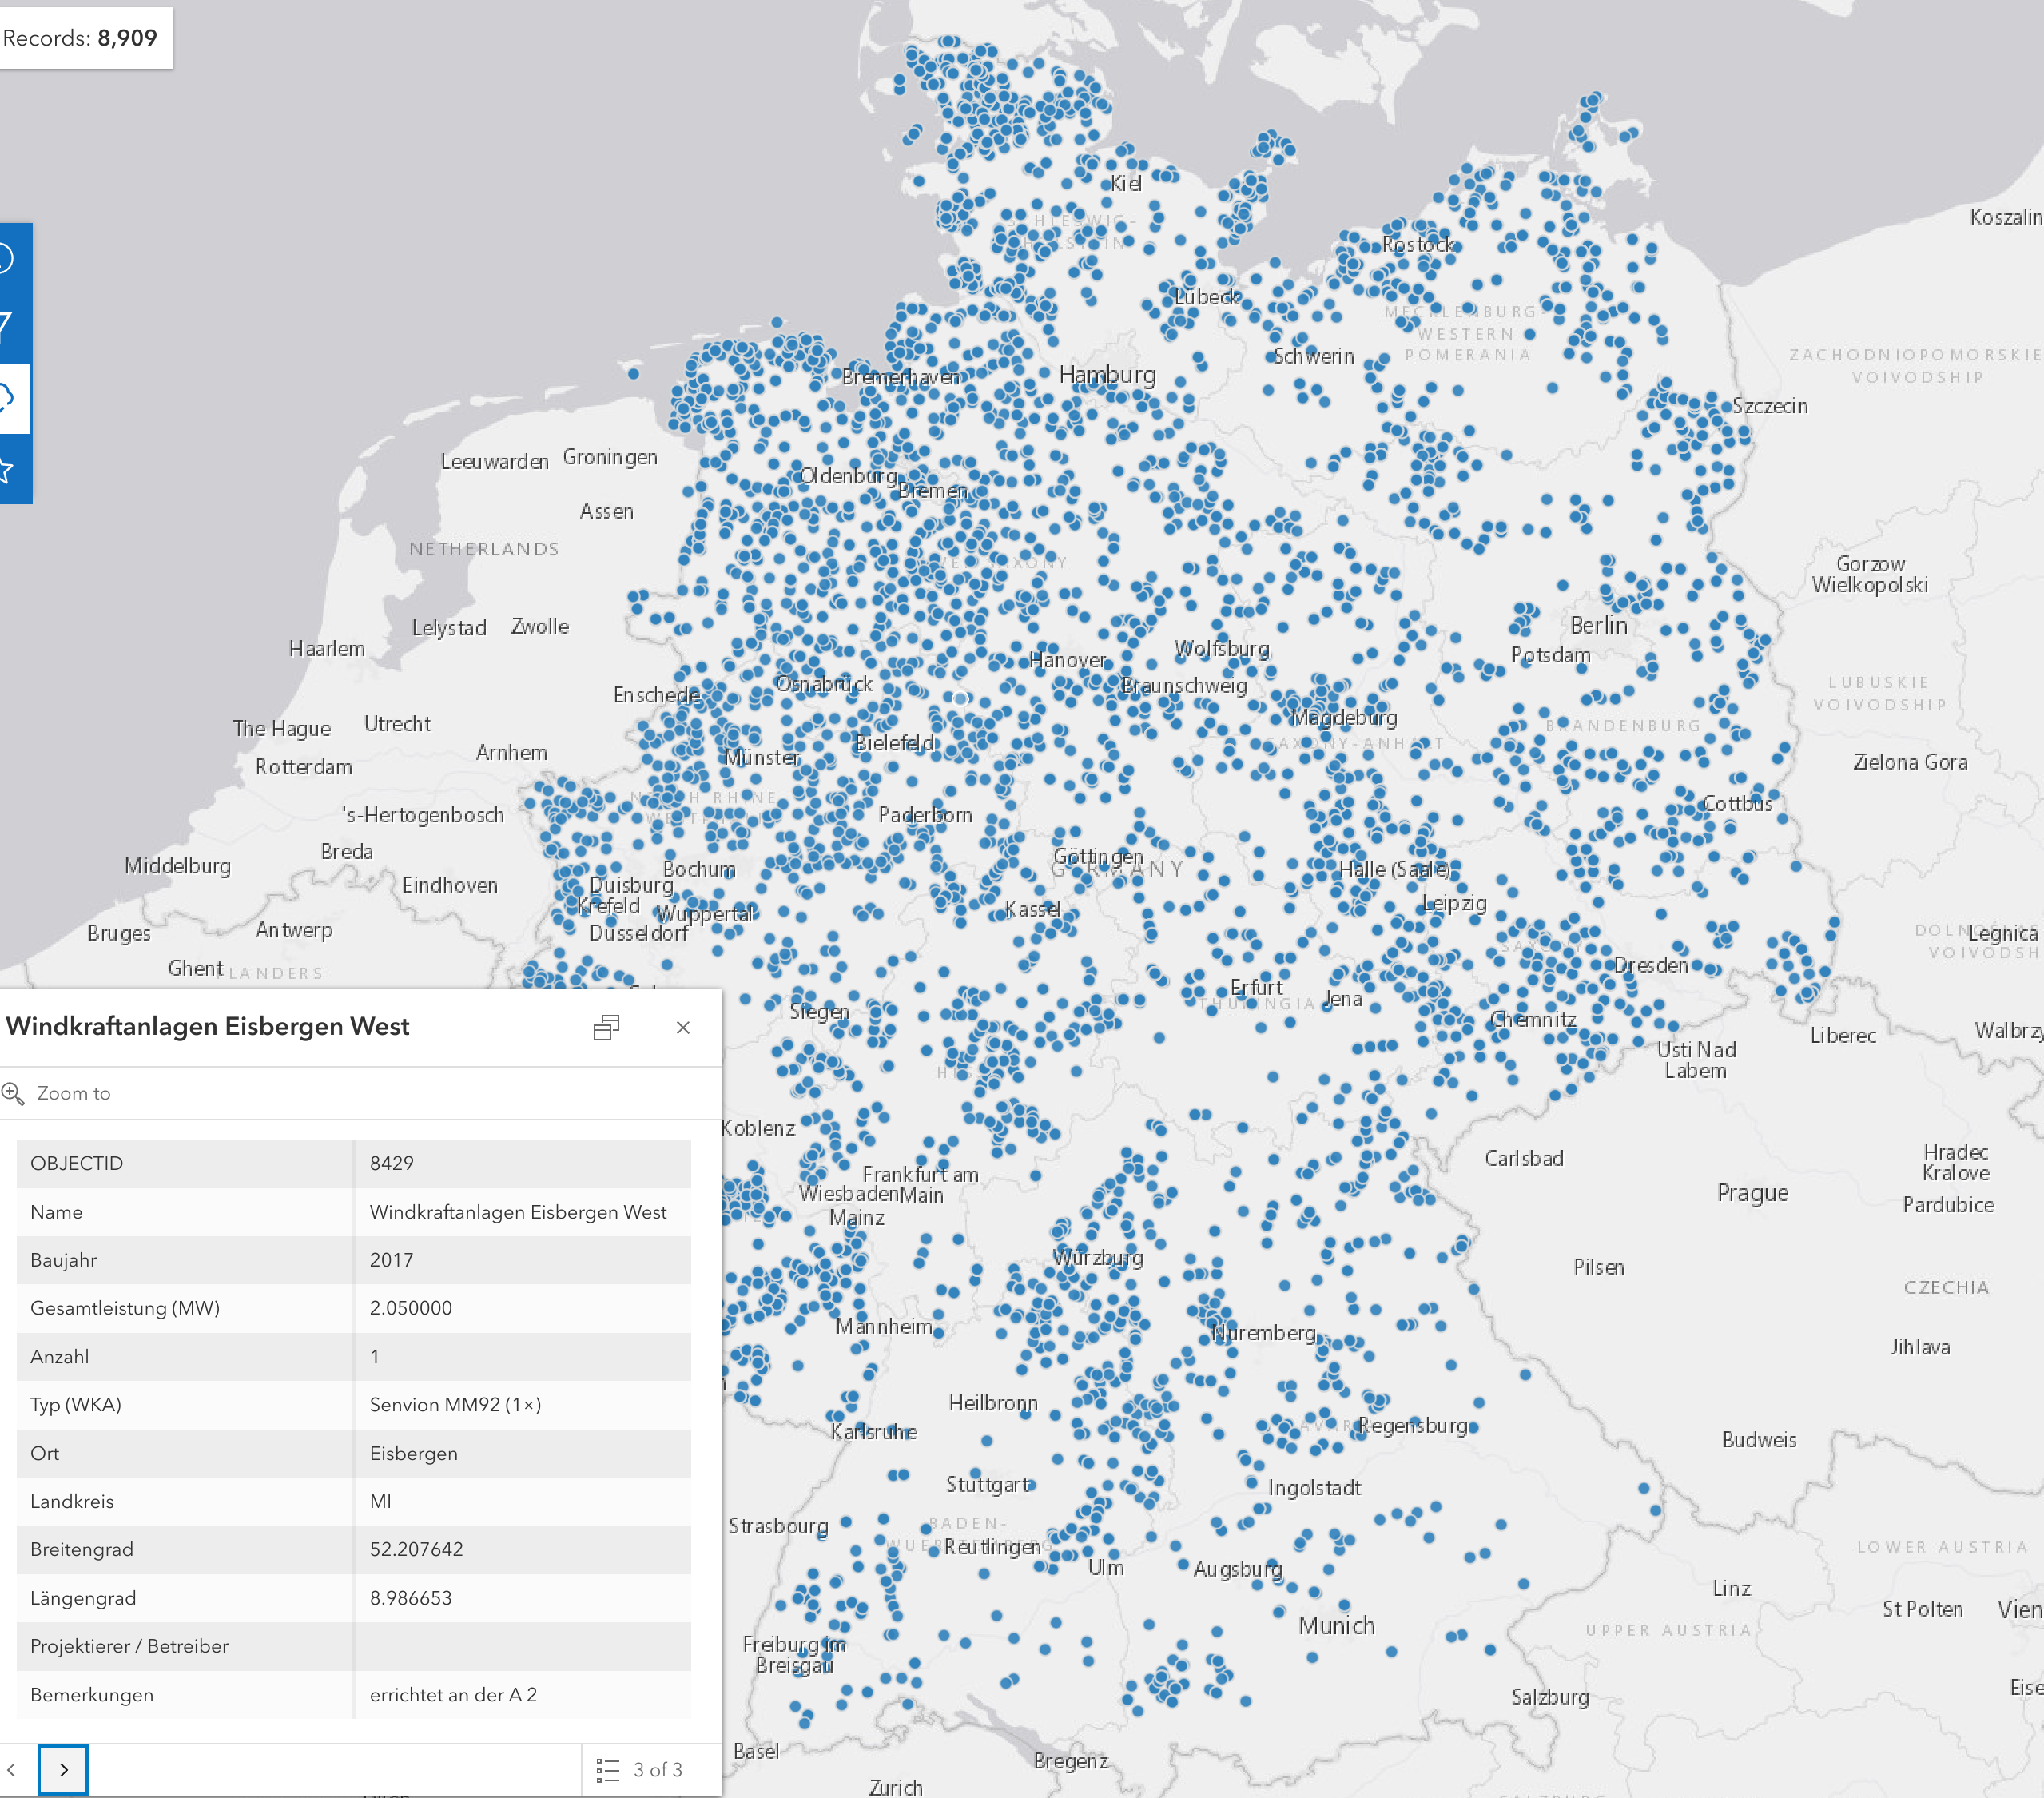 Records: 8,909
Kiel
SCHLESWIG-
HOLSTEIN
Koszalin
Rostock
Lübeck
MECKLENBURG-
WESTERN
POMERANIA
Schwerin
ZACHODNIOPOMORSKIE
VOIVODSHIP
Hamburg
Bremerhaven
Szczecin
Leeuwarden
Groningen
Oldenburg
Bremen
Assen
NETHERLANDS
Gorzow
Wielkopolski
Lelystad
Zwolle
Berlin
Haarlem
Hanover
Wolfsburg
Potsdam
Enschede
Osnabrück
Braunschweig
LUBUSKIE
VOIVODSHIP
The Hague
Utrecht
Magdeburg
BRANDENBURG
Arnhem
Bielefeld
SAXONY-ANHALT
Münster
Rotterdam
Zielona Gora
NORTH RHINE
's-Hertogenbosch
Paderborn
Cottbus
Breda
Göttingen
GERMANY
Middelburg
Eindhoven
Duisburg
Bochum
Halle (Saale)
Krefeld
Wuppertal
Kassel
Leipzig
Bruges
Antwerp
Dusseldorf
Legnica
VOIVODSH
SAXONY
Ghent
FLANDERS
Dresden
Erfurt
THURINGIA
Jena
Siegen
Chemnitz
Liberec
Walbrzy
Usti Nad
Labem
Koblenz
Carlsbad
Hradec
Kralove
Frankfurt am
Main
Wiesbaden
Mainz
Prague
Pardubice
Würzburg
Pilsen
CZECHIA
Mannheim
Nuremberg
Jihlava
Heilbronn
Karlsruhe
Regensburg
Budweis
Stuttgart
Ingolstadt
Strasbourg
BADEN-
WUERTTEMBERG
Reutlingen
Ulm
Augsburg
LOWER AUSTRIA
Linz
St Polten
Vien
Munich
UPPER AUSTRIA
Freiburg im
Breisgau
Salzburg
Eise
Basel
Bregenz
Zurich
Windkraftanlagen Eisbergen West
Zoom to
OBJECTID 8429
Name Windkraftanlagen Eisbergen West
Baujahr 2017
Gesamtleistung (MW) 2.050000
Anzahl 1
Typ (WKA) Senvion MM92 (1×)
Ort Eisbergen
Landkreis MI
Breitengrad 52.207642
Längengrad 8.986653
Projektierer / Betreiber
Bemerkungen errichtet an der A 2
3 of 3